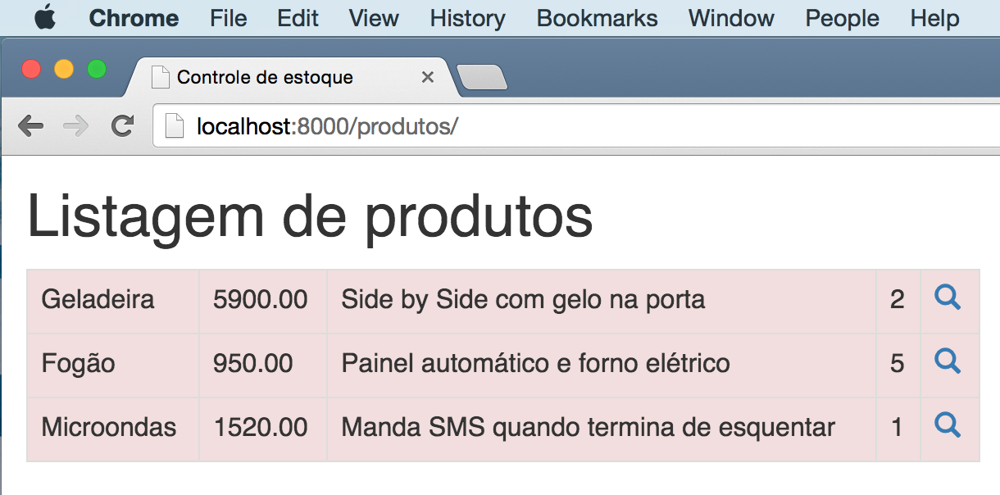 Chrome File Edit View History Bookmarks Window People Help
Controle de estoque
localhost:8000/produtos/
Listagem de produtos
Geladeira 5900.00 Side by Side com gelo na porta 2
Fogão 950.00 Painel automático e forno elétrico 5
Microondas 1520.00 Manda SMS quando termina de esquentar 1